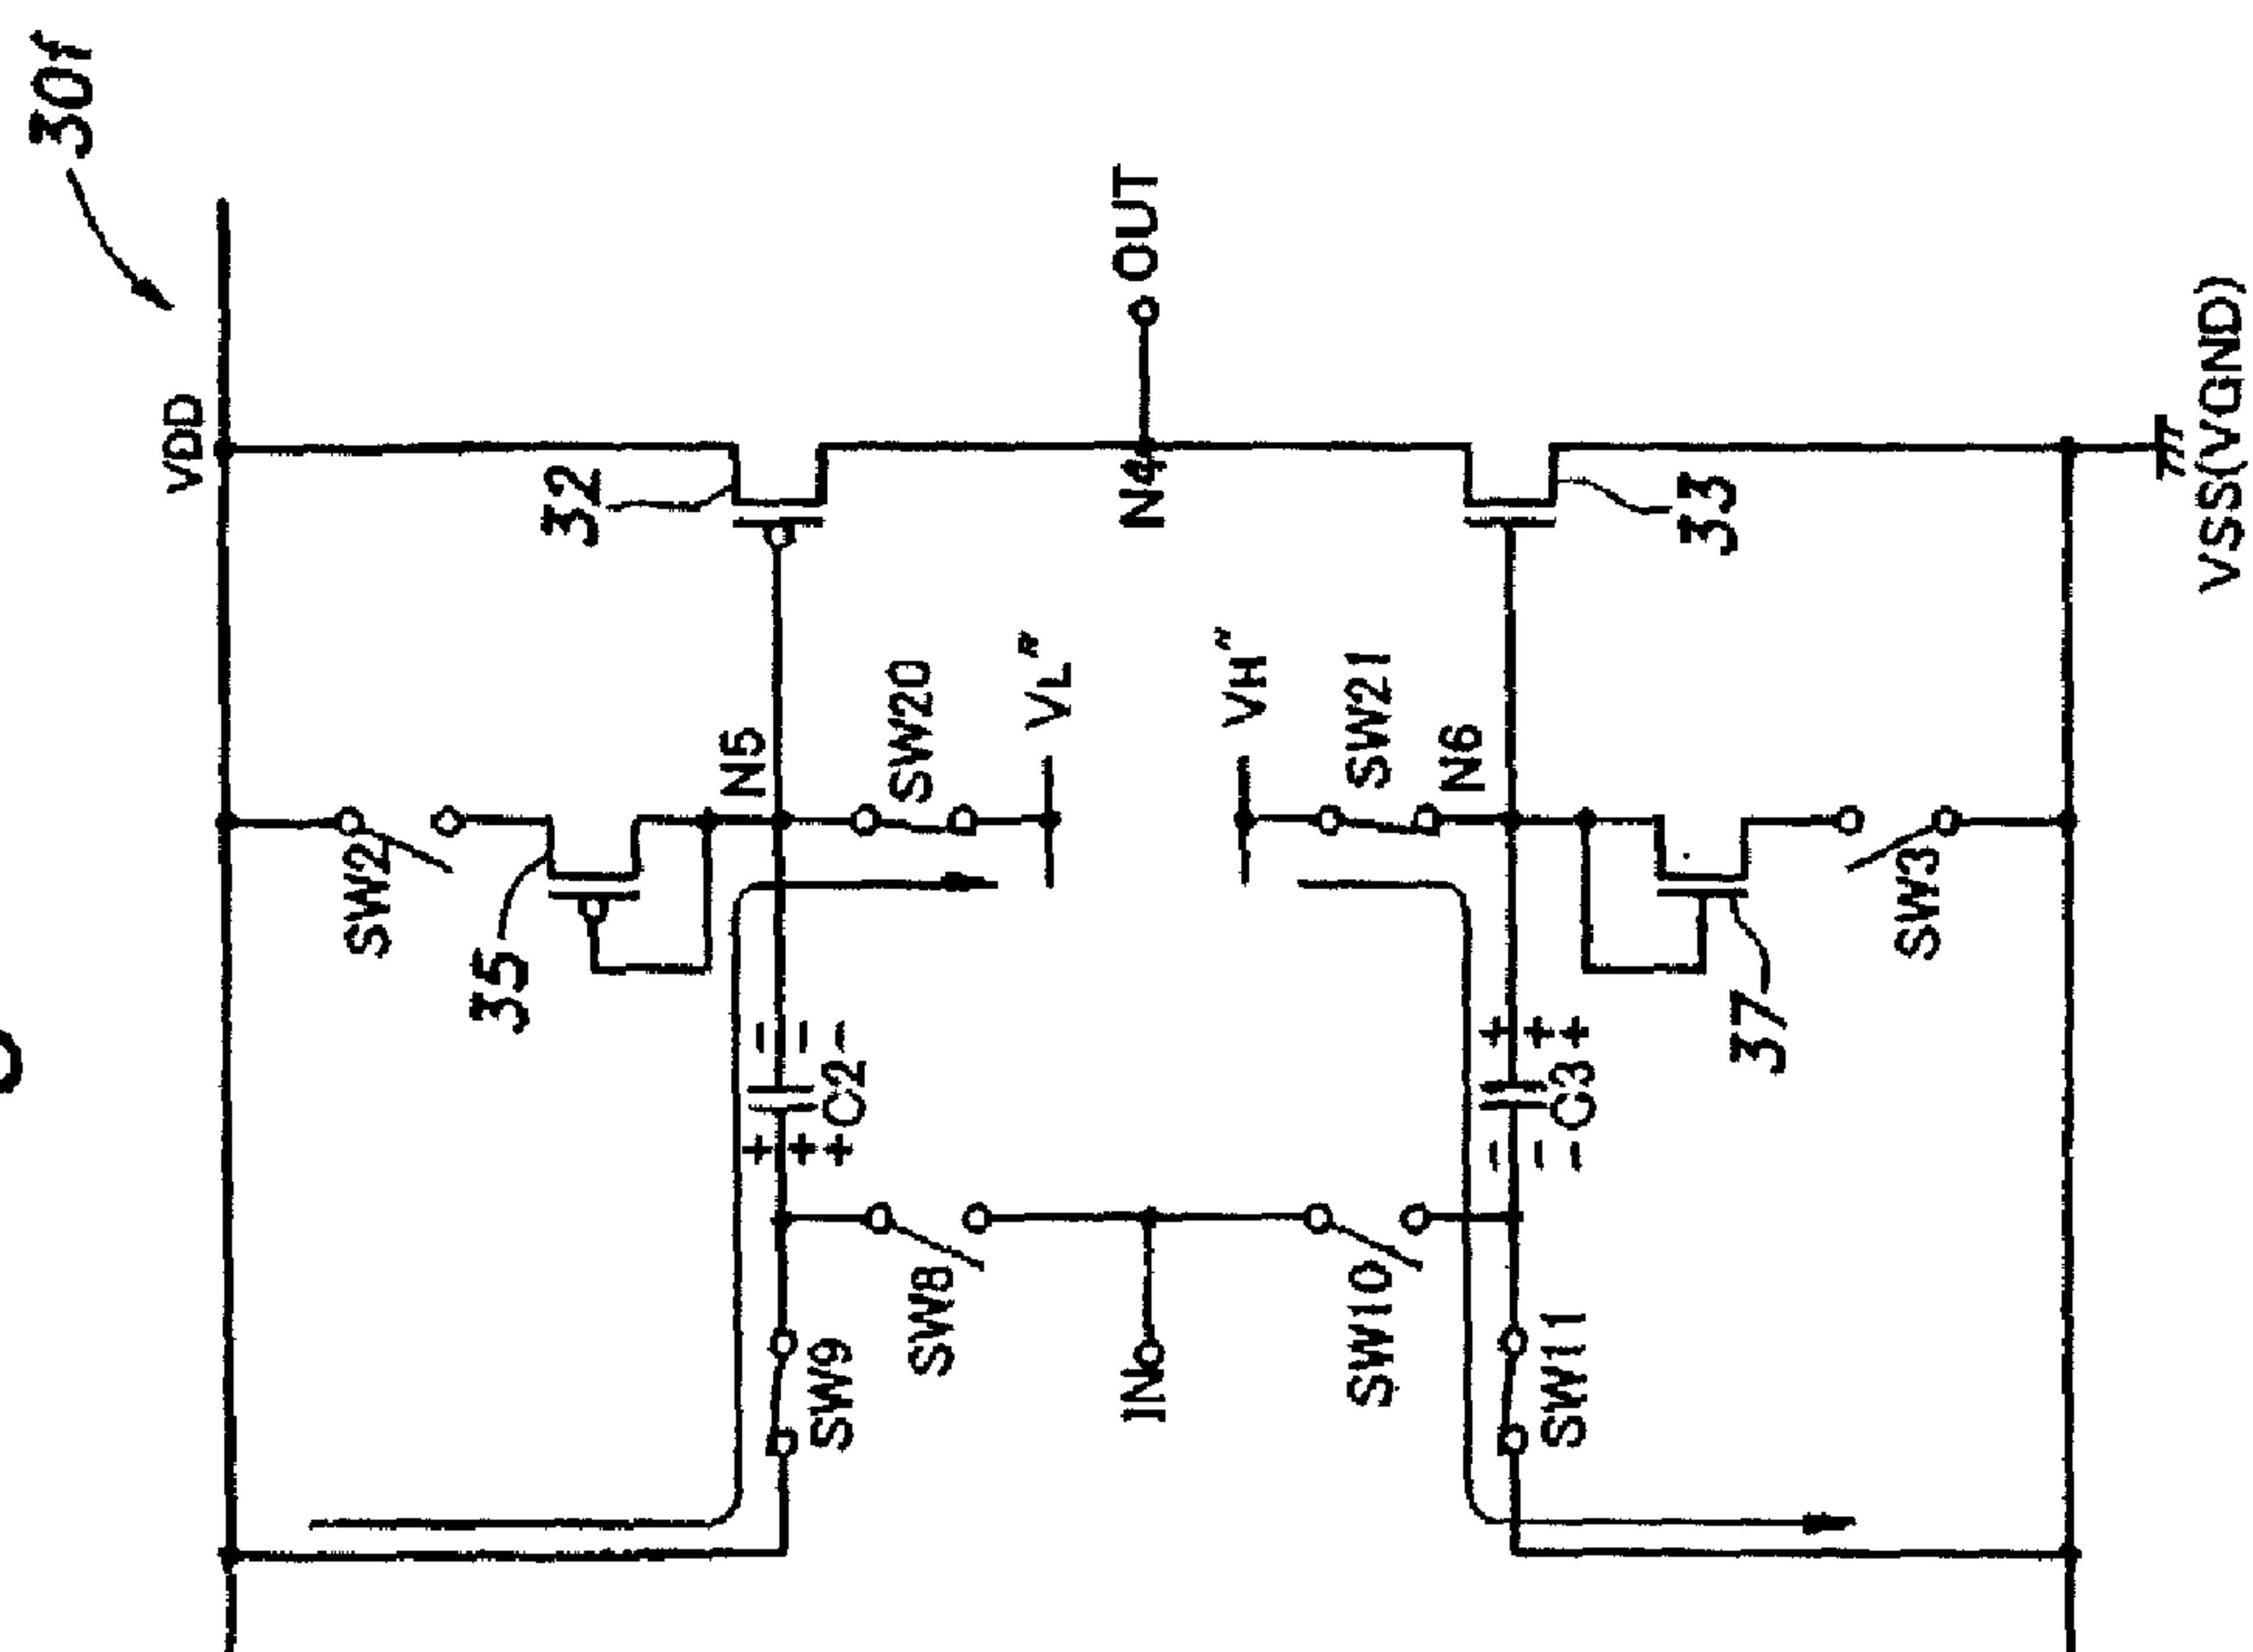 30f
VDD
SW2
35
N5
32
SW9
SW8
C2
+ + +
- - -
SW20
VL"
IN
N4
OUT
VH"
SW21
N6
SW10
SW11
C3
- - -
+ + +
37
SW3
33
VSS(VGND)